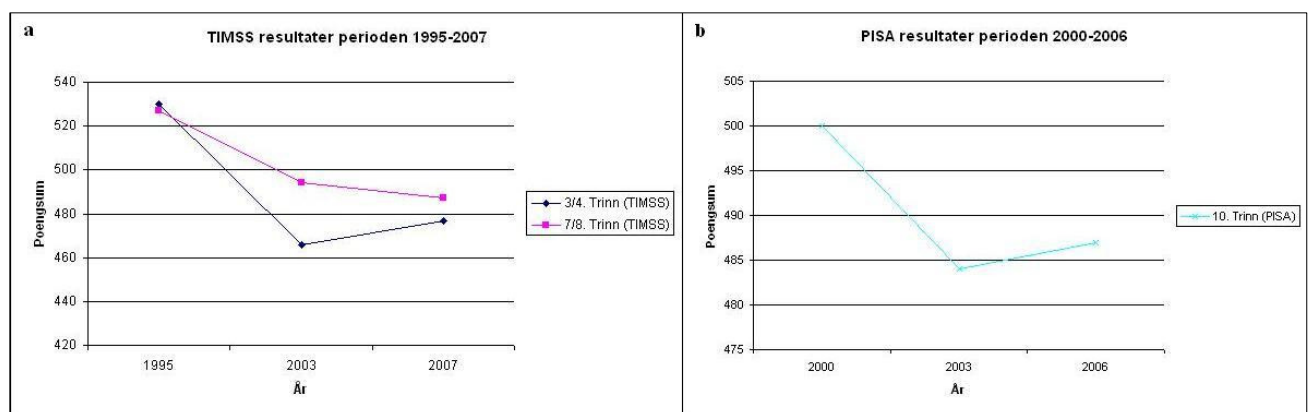 a
TIMSS resultater perioden 1995-2007
540
520
500
480
460
440
420
Poengsum
1995
2003
2007
År
3/4. Trinn (TIMSS)
7/8. Trinn (TIMSS)
b
PISA resultater perioden 2000-2006
505
500
495
490
485
480
475
Poengsum
2000
2003
2006
År
10. Trinn (PISA)